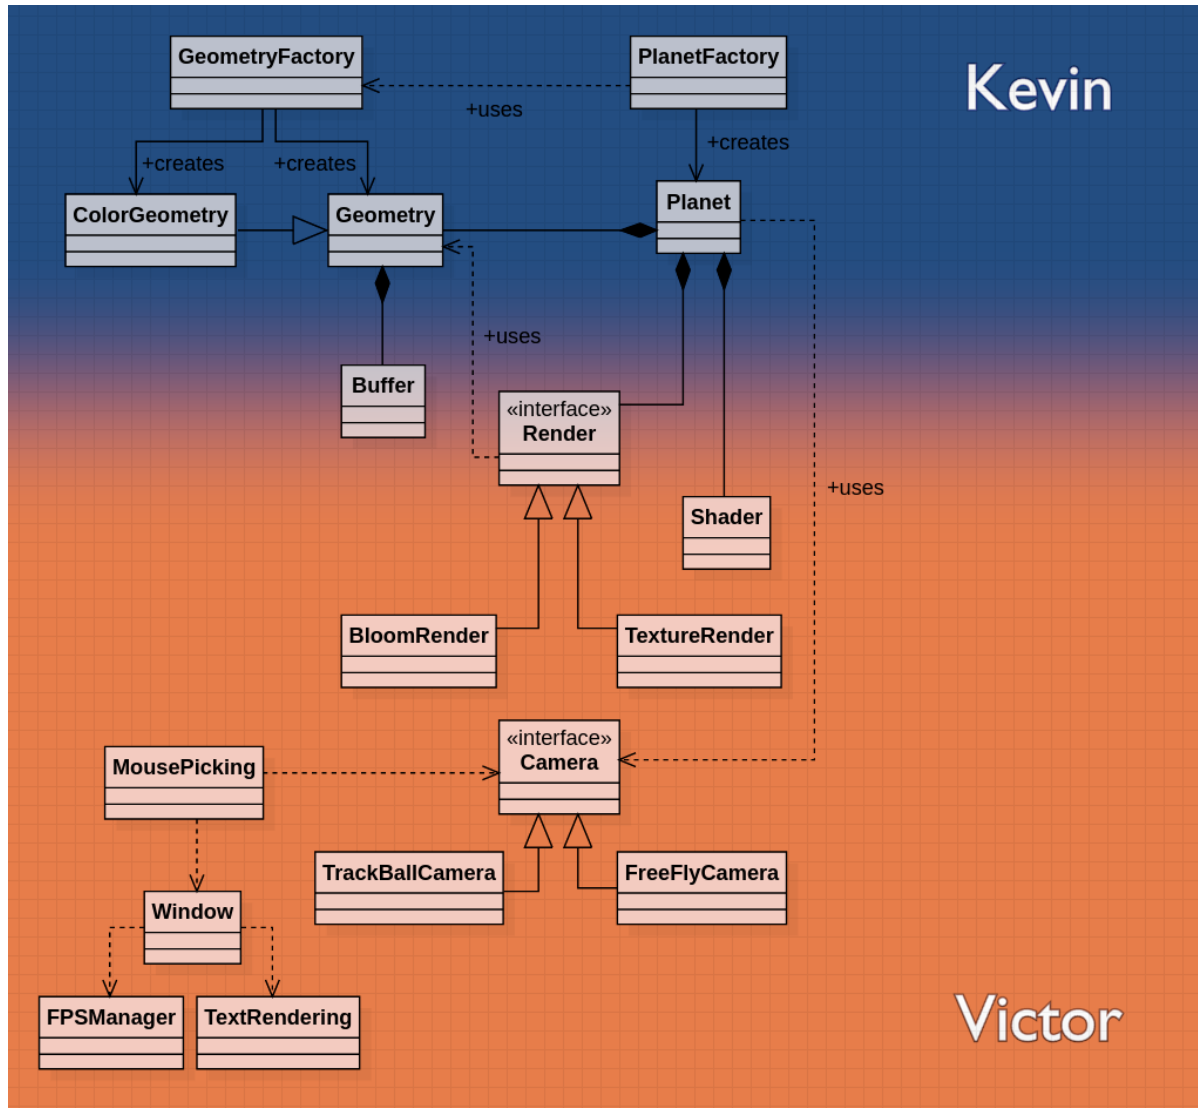 GeometryFactory
PlanetFactory
Kevin
+uses
+creates
+creates
+creates
ColorGeometry
Geometry
Planet
+uses
Buffer
«interface»
Render
+uses
Shader
BloomRender
TextureRender
«interface»
Camera
MousePicking
TrackBallCamera
FreeFlyCamera
Window
FPSManager
TextRendering
Victor